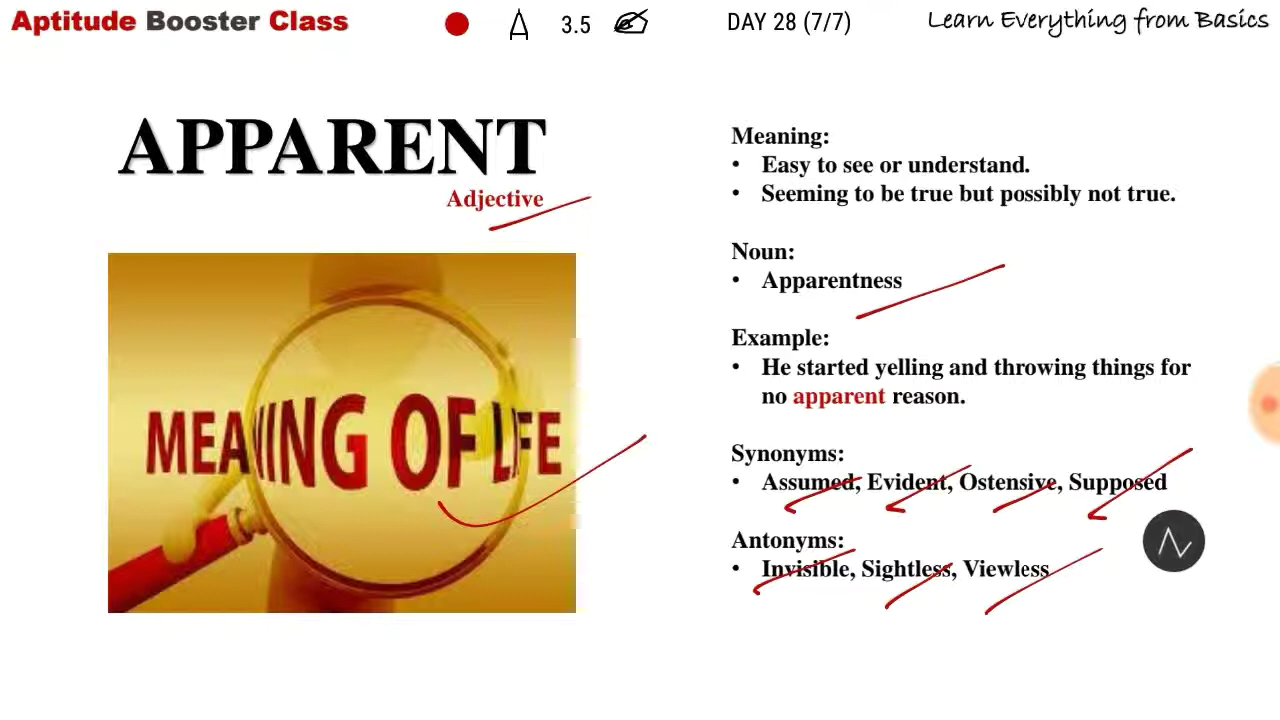 Aptitude Booster Class
3.5
DAY 28 (7/7)
Learn Everything from Basics
APPARENT
Adjective
MEANING OF LIFE
Meaning:
• Easy to see or understand.
• Seeming to be true but possibly not true.
Noun:
• Apparentness
Example:
• He started yelling and throwing things for
no apparent reason.
Synonyms:
• Assumed, Evident, Ostensive, Supposed
Antonyms:
• Invisible, Sightless, Viewless